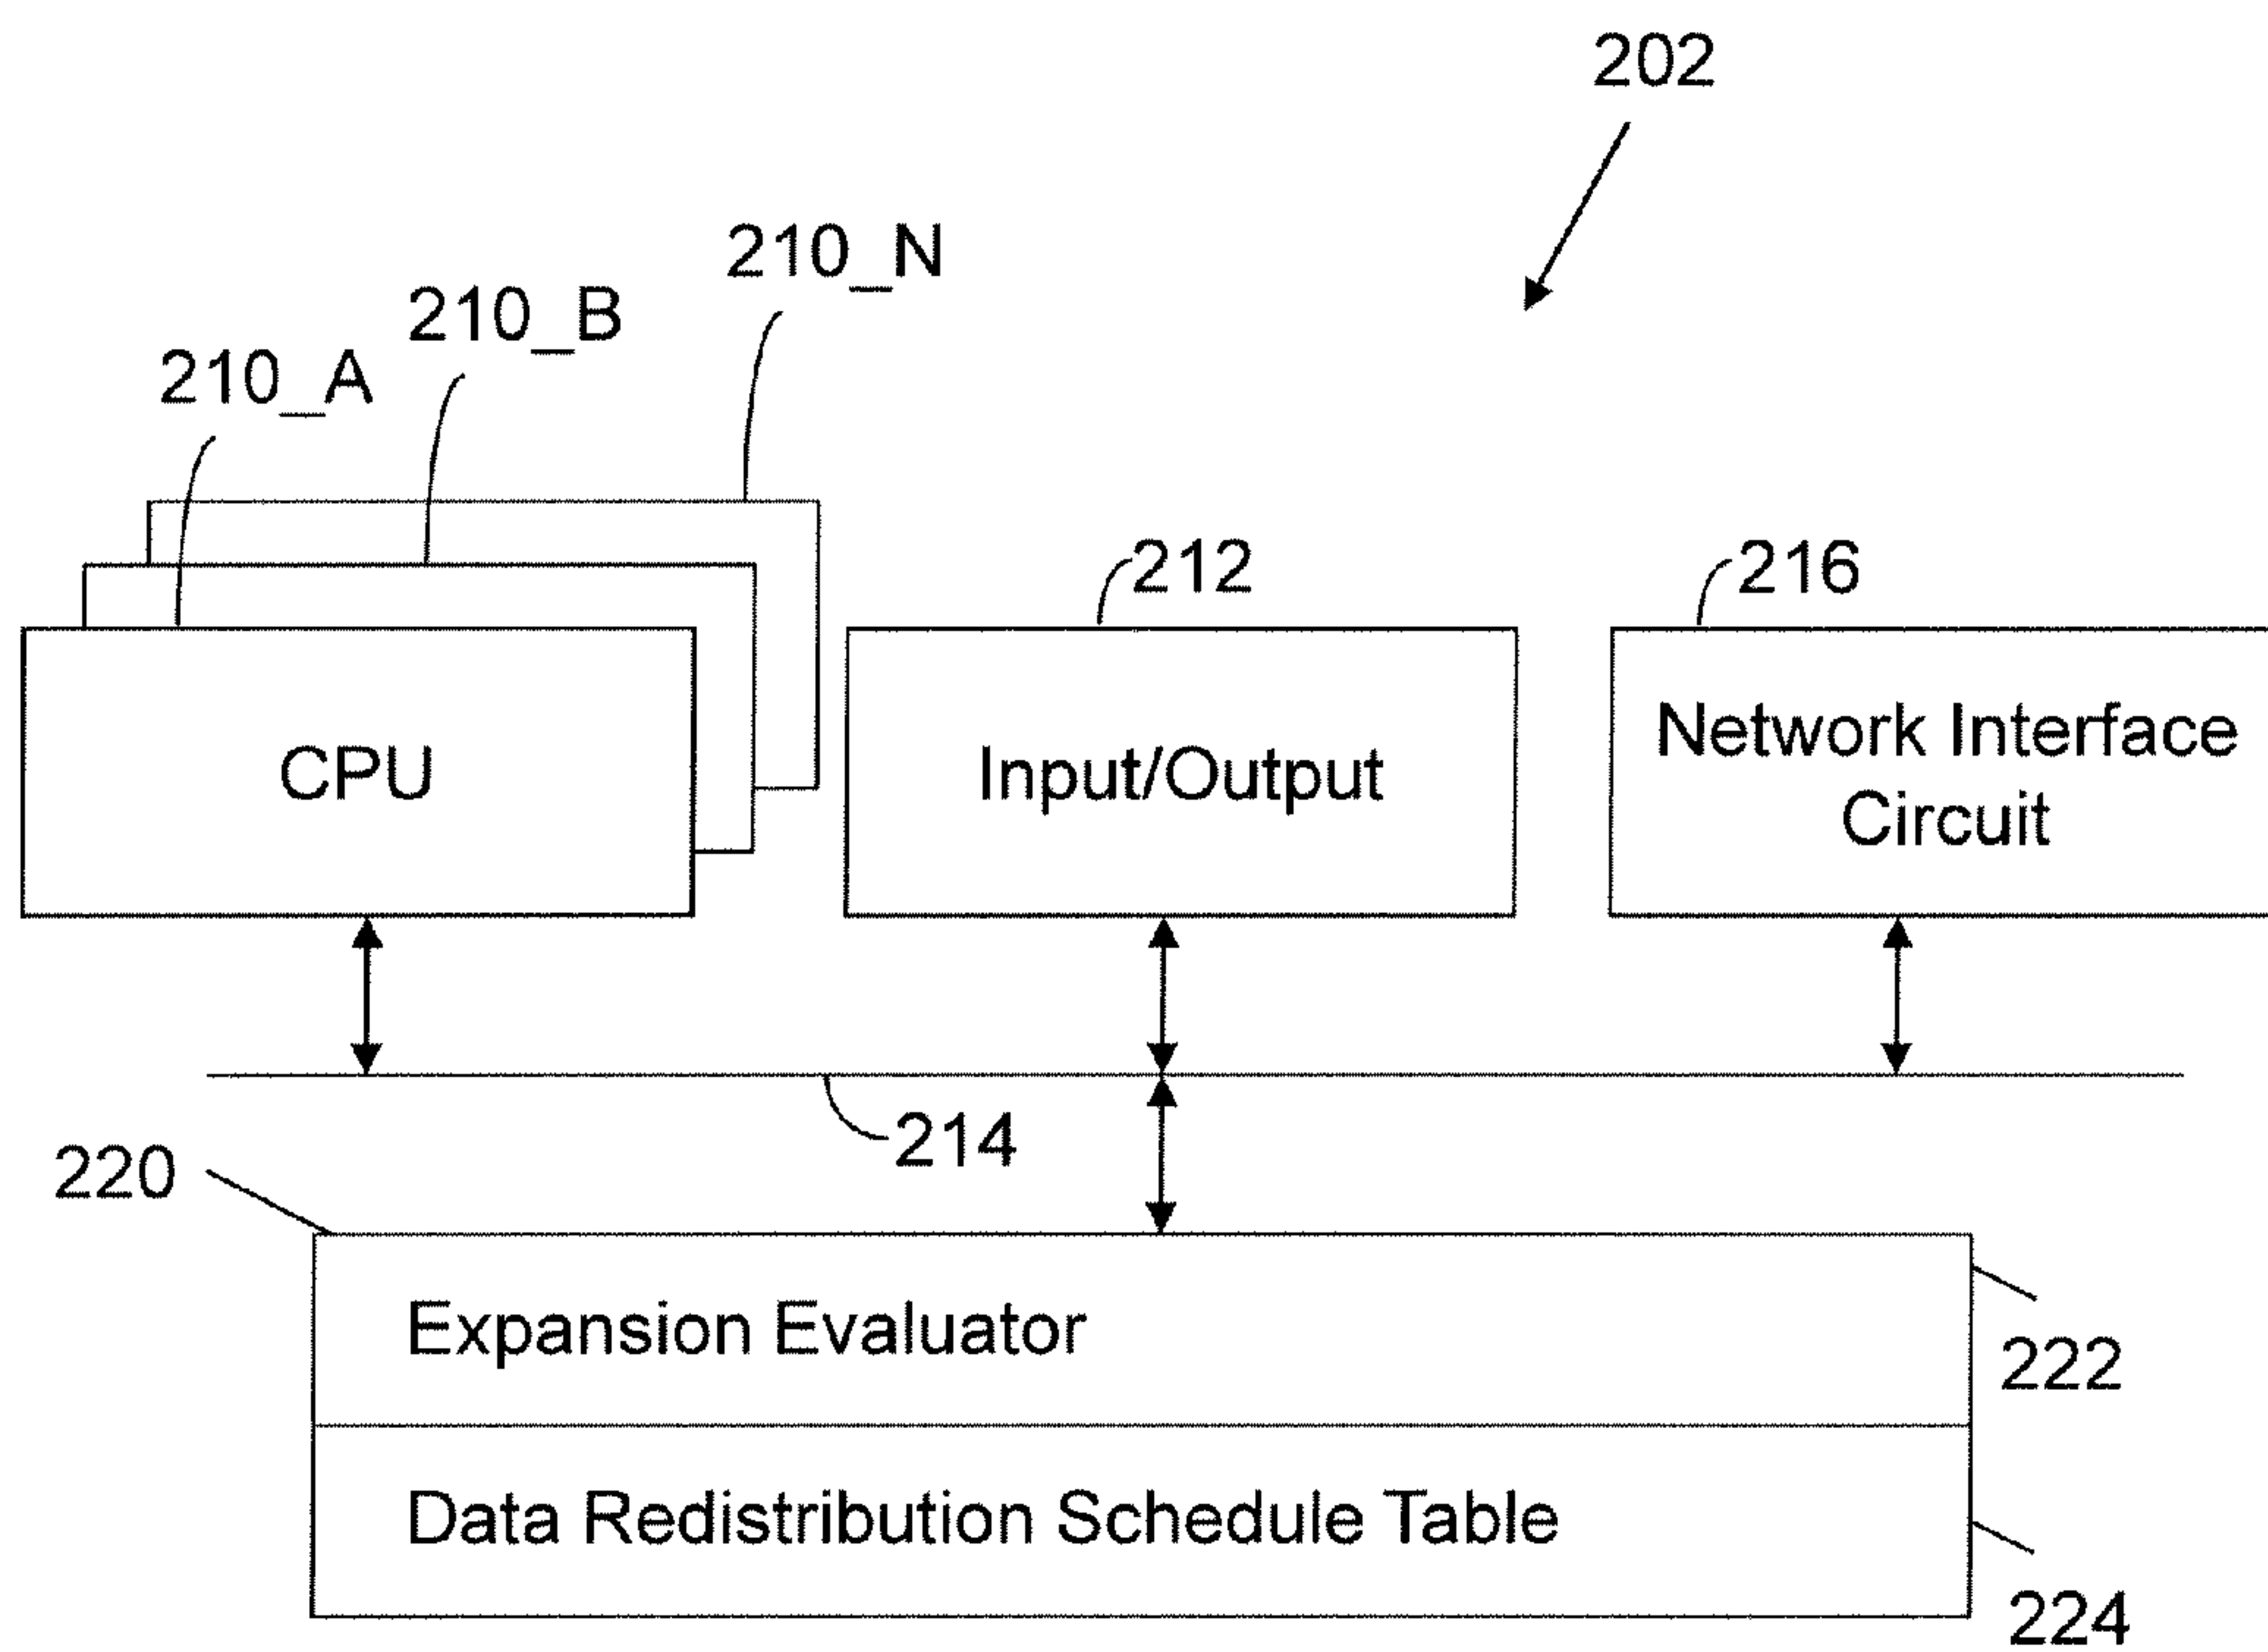 202
210_N
210_B
210_A
212
216
CPU
Input/Output
Network Interface
Circuit
214
220
Expansion Evaluator
222
Data Redistribution Schedule Table
224